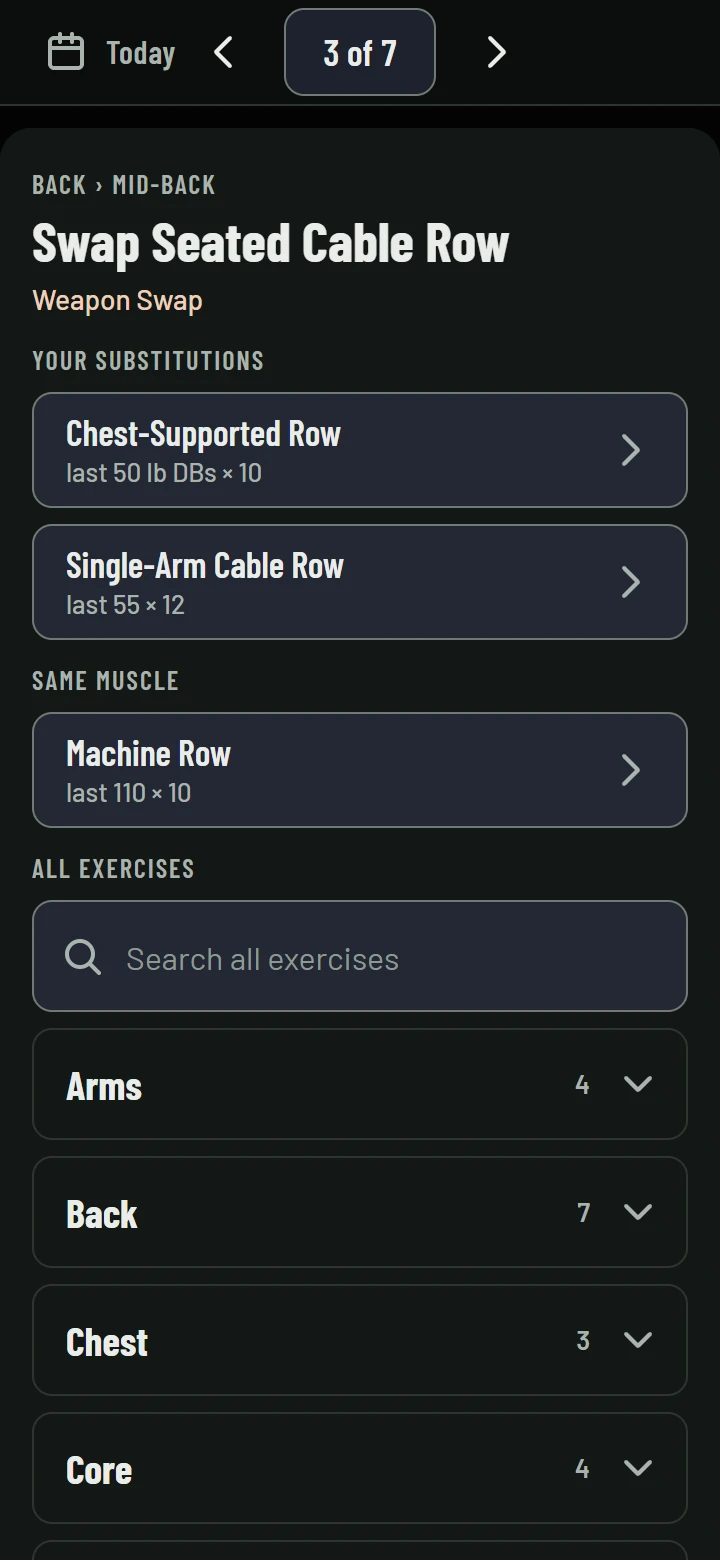 Today
3 of 7
BACK › MID-BACK
Swap Seated Cable Row
Weapon Swap
YOUR SUBSTITUTIONS
Chest-Supported Row
last 50 lb DBs × 10
Single-Arm Cable Row
last 55 × 12
SAME MUSCLE
Machine Row
last 110 × 10
ALL EXERCISES
Search all exercises
Arms 4
Back 7
Chest 3
Core 4